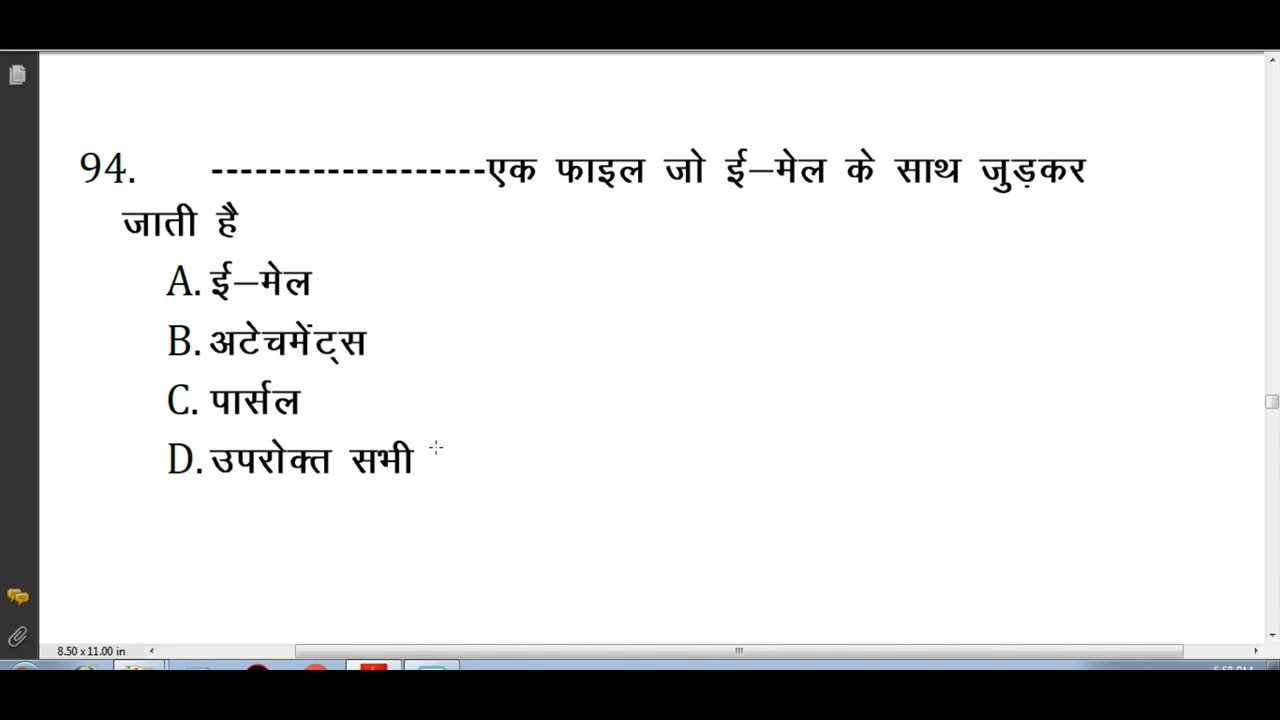 94. -------------------एक फाइल जो ई–मेल के साथ जुड़कर
जाती है
A. ई–मेल
B. अटेचमेंट्स
C. पार्सल
D. उपरोक्त सभी
8.50 x 11.00 in